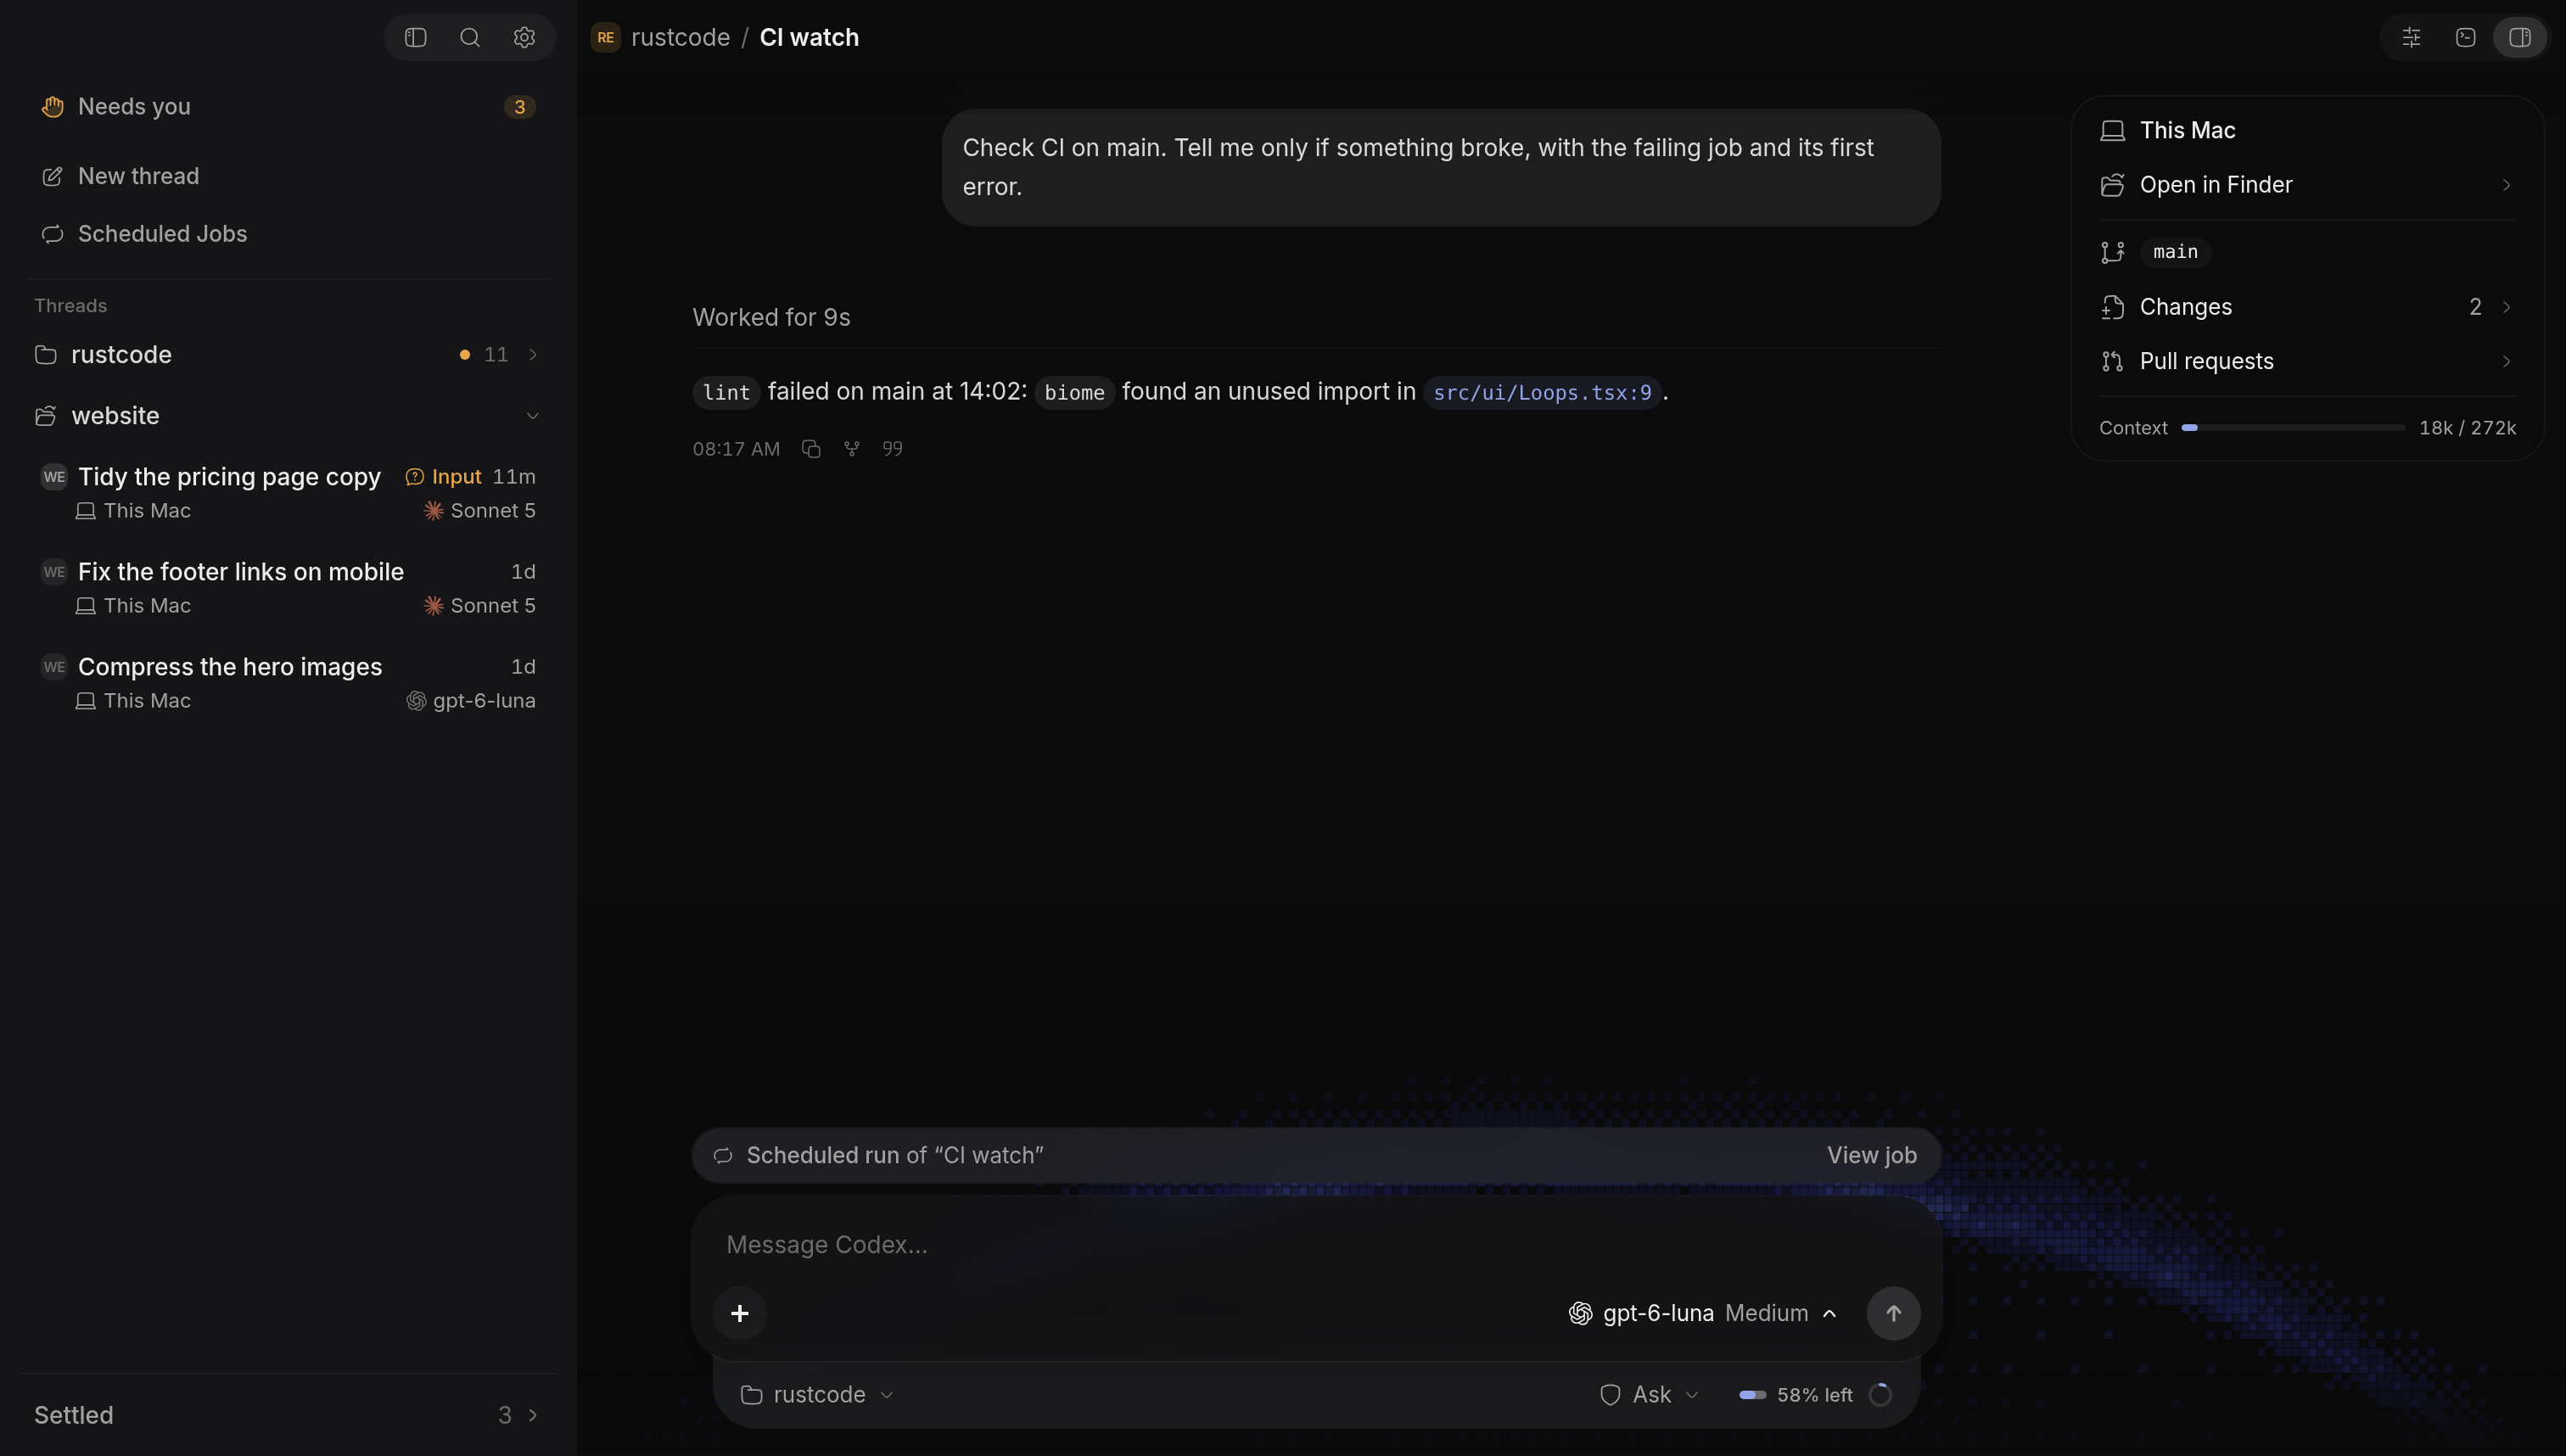 RE rustcode / CI watch
Needs you 3
New thread
Scheduled Jobs
Threads
rustcode 11
website
WE Tidy the pricing page copy Input 11m
This Mac Sonnet 5
WE Fix the footer links on mobile 1d
This Mac Sonnet 5
WE Compress the hero images 1d
This Mac gpt-6-luna
Settled 3
Check CI on main. Tell me only if something broke, with the failing job and its first
error.
Worked for 9s
lint failed on main at 14:02: biome found an unused import in src/ui/Loops.tsx:9.
08:17 AM
Scheduled run of “CI watch” View job
Message Codex...
gpt-6-luna Medium
rustcode Ask 58% left
This Mac
Open in Finder
main
Changes 2
Pull requests
Context 18k / 272k